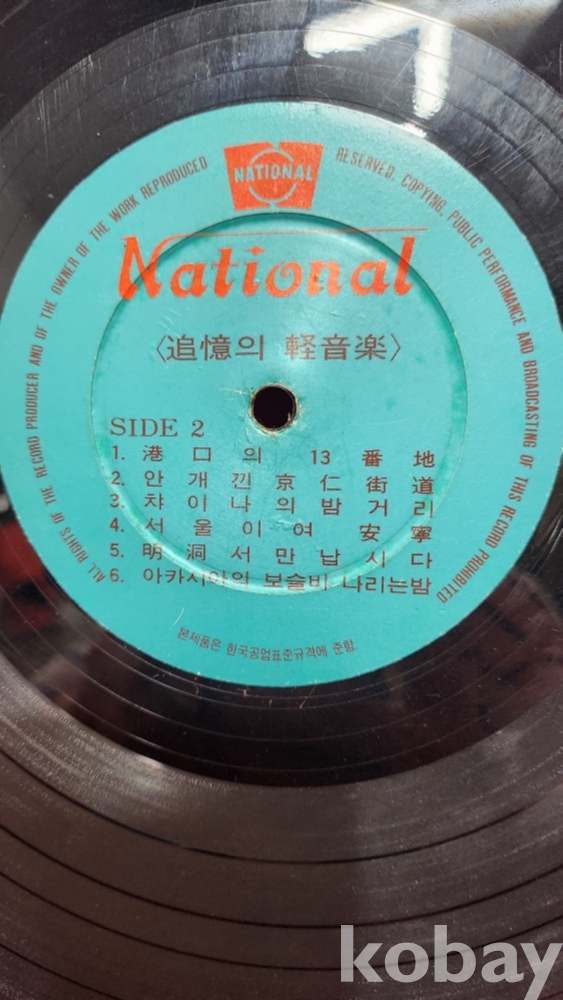 NATIONAL
National
〈追憶의 軽音楽〉
SIDE 2
1. 港口의 13番地
2. 안개낀 京仁街道
3. 챠이나의밤거리
4. 서울이여 安寧
5. 明洞서만납시다
6. 아카시아의 보슬비 나리는밤
본제품은 한국공업표준규격에 준함.
ALL RIGHTS OF THE RECORD PRODUCER AND OF THE OWNER OF THE WORK REPRODUCED RESERVED. COPYING, PUBLIC PERFORMANCE AND BROADCASTING OF THIS RECORD PROHIBITED
kobay